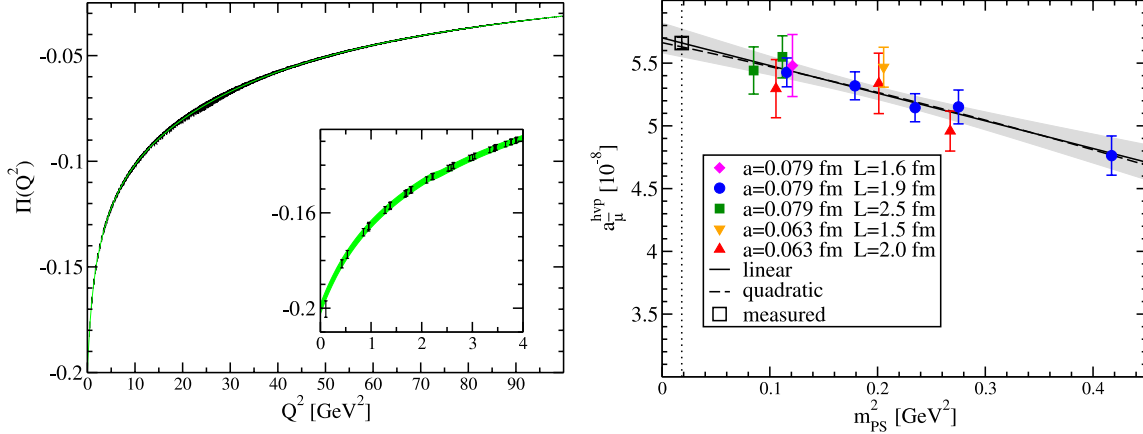 -0.05
-0.1
-0.15
-0.2
Π(Q²)
0 10 20 30 40 50 60 70 80 90
Q² [GeV²]
-0.16
-0.2
0 1 2 3 4
5.5
5
4.5
4
3.5
a_μ̄^hvp [10⁻⁸]
a=0.079 fm L=1.6 fm
a=0.079 fm L=1.9 fm
a=0.079 fm L=2.5 fm
a=0.063 fm L=1.5 fm
a=0.063 fm L=2.0 fm
linear
quadratic
measured
0 0.1 0.2 0.3 0.4
m²_PS [GeV²]